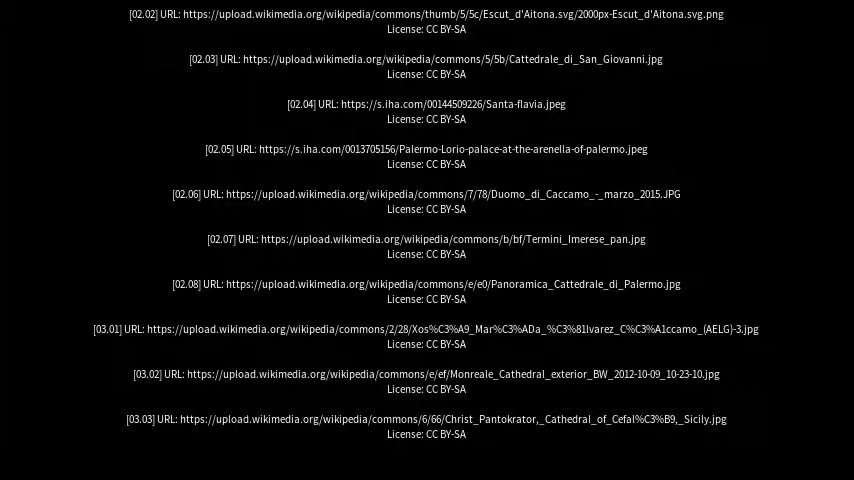 [02.02] URL: https://upload.wikimedia.org/wikipedia/commons/thumb/5/5c/Escut_d'Aitona.svg/2000px-Escut_d'Aitona.svg.png
License: CC BY-SA
[02.03] URL: https://upload.wikimedia.org/wikipedia/commons/5/5b/Cattedrale_di_San_Giovanni.jpg
License: CC BY-SA
[02.04] URL: https://s.iha.com/00144509226/Santa-flavia.jpeg
License: CC BY-SA
[02.05] URL: https://s.iha.com/0013705156/Palermo-Lorio-palace-at-the-arenella-of-palermo.jpeg
License: CC BY-SA
[02.06] URL: https://upload.wikimedia.org/wikipedia/commons/7/78/Duomo_di_Caccamo_-_marzo_2015.JPG
License: CC BY-SA
[02.07] URL: https://upload.wikimedia.org/wikipedia/commons/b/bf/Termini_Imerese_pan.jpg
License: CC BY-SA
[02.08] URL: https://upload.wikimedia.org/wikipedia/commons/e/e0/Panoramica_Cattedrale_di_Palermo.jpg
License: CC BY-SA
[03.01] URL: https://upload.wikimedia.org/wikipedia/commons/2/28/Xos%C3%A9_Mar%C3%ADa_%C3%81lvarez_C%C3%A1ccamo_(AELG)-3.jpg
License: CC BY-SA
[03.02] URL: https://upload.wikimedia.org/wikipedia/commons/e/ef/Monreale_Cathedral_exterior_BW_2012-10-09_10-23-10.jpg
License: CC BY-SA
[03.03] URL: https://upload.wikimedia.org/wikipedia/commons/6/66/Christ_Pantokrator,_Cathedral_of_Cefal%C3%B9,_Sicily.jpg
License: CC BY-SA